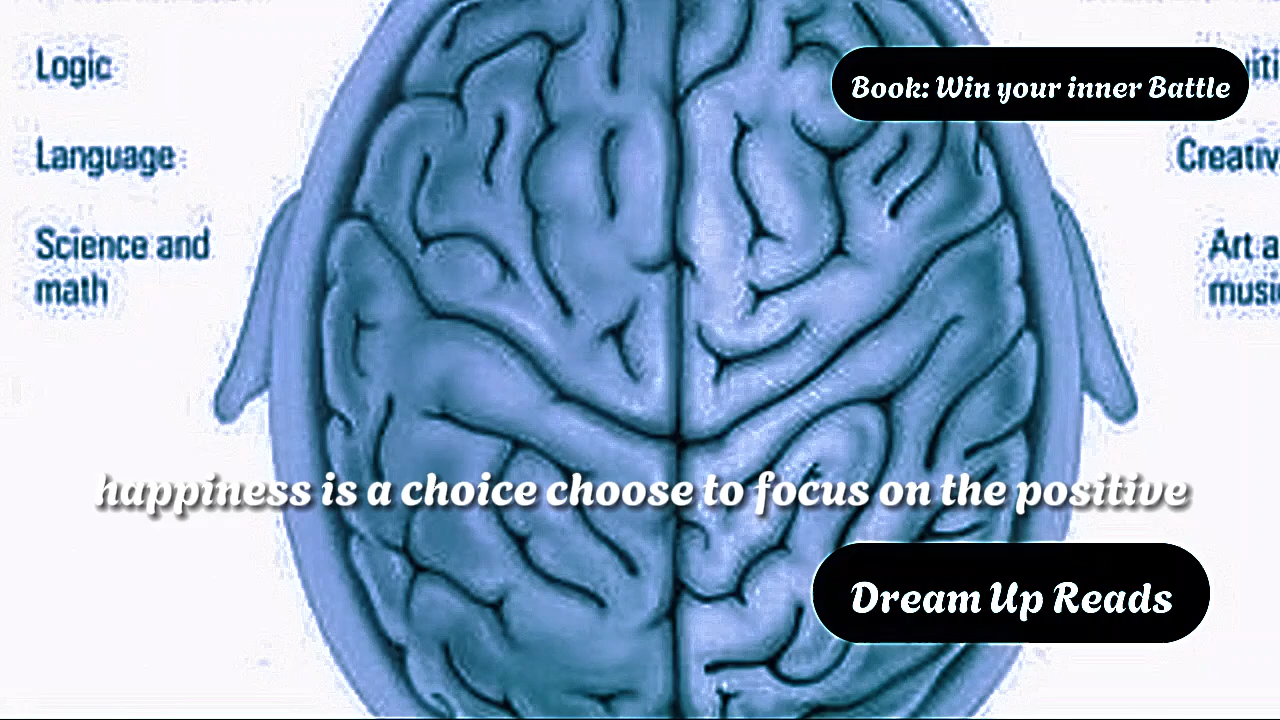 Logic
Book: Win your inner Battle
Language
Science and
math
Art
happiness is a choice choose to focus on the positive
Dream Up Reads